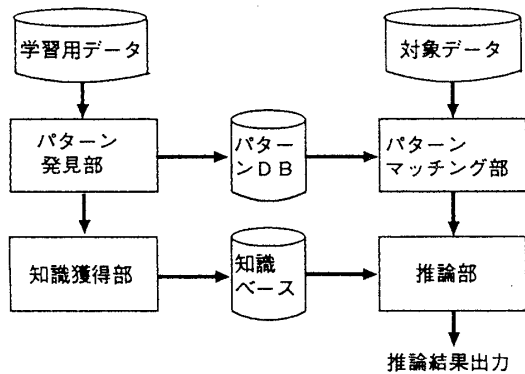 学習用データ
対象データ
パターン
発見部
パター
ンDB
パターン
マッチング部
知識獲得部
知識
ベース
推論部
推論結果出力